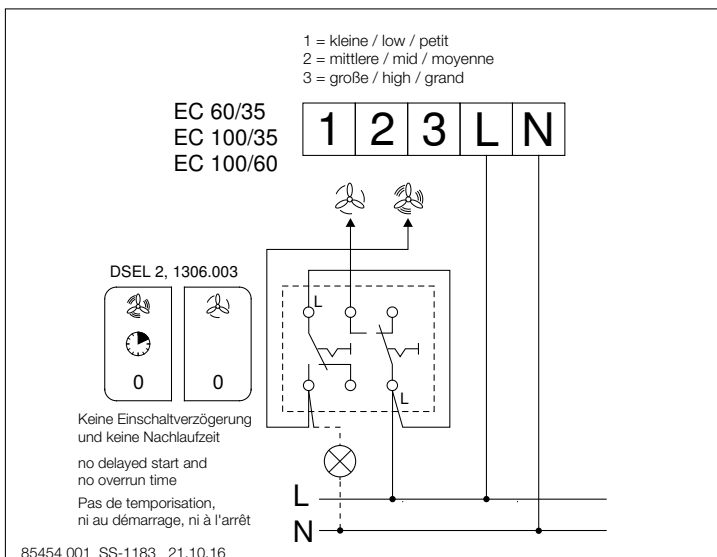 1 = kleine / low / petit
2 = mittlere / mid / moyenne
3 = große / high / grand
EC 60/35
EC 100/35
EC 100/60
1 2 3 L N
DSEL 2, 1306.003
L
0 0
L
Keine Einschaltverzögerung
und keine Nachlaufzeit
no delayed start and
no overrun time
Pas de temporisation,
ni au démarrage, ni à l'arrêt
L
N
85454 001 SS-1183 21.10.16